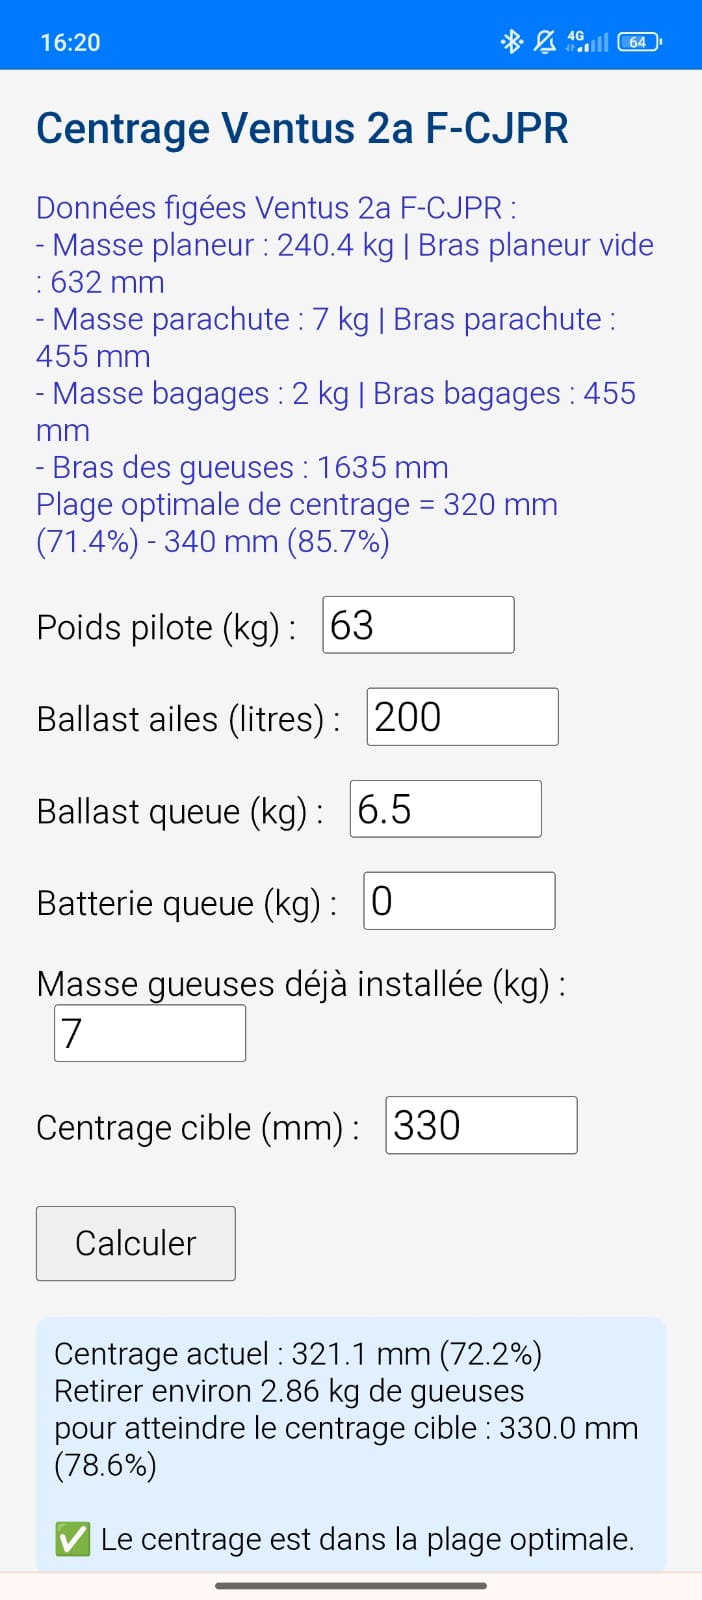 16:20
4G
64
Centrage Ventus 2a F-CJPR
Données figées Ventus 2a F-CJPR :
- Masse planeur : 240.4 kg | Bras planeur vide
: 632 mm
- Masse parachute : 7 kg | Bras parachute :
455 mm
- Masse bagages : 2 kg | Bras bagages : 455
mm
- Bras des gueuses : 1635 mm
Plage optimale de centrage = 320 mm
(71.4%) - 340 mm (85.7%)
Poids pilote (kg) : 63
Ballast ailes (litres) : 200
Ballast queue (kg) : 6.5
Batterie queue (kg) : 0
Masse gueuses déjà installée (kg) :
7
Centrage cible (mm) : 330
Calculer
Centrage actuel : 321.1 mm (72.2%)
Retirer environ 2.86 kg de gueuses
pour atteindre le centrage cible : 330.0 mm
(78.6%)
✅ Le centrage est dans la plage optimale.